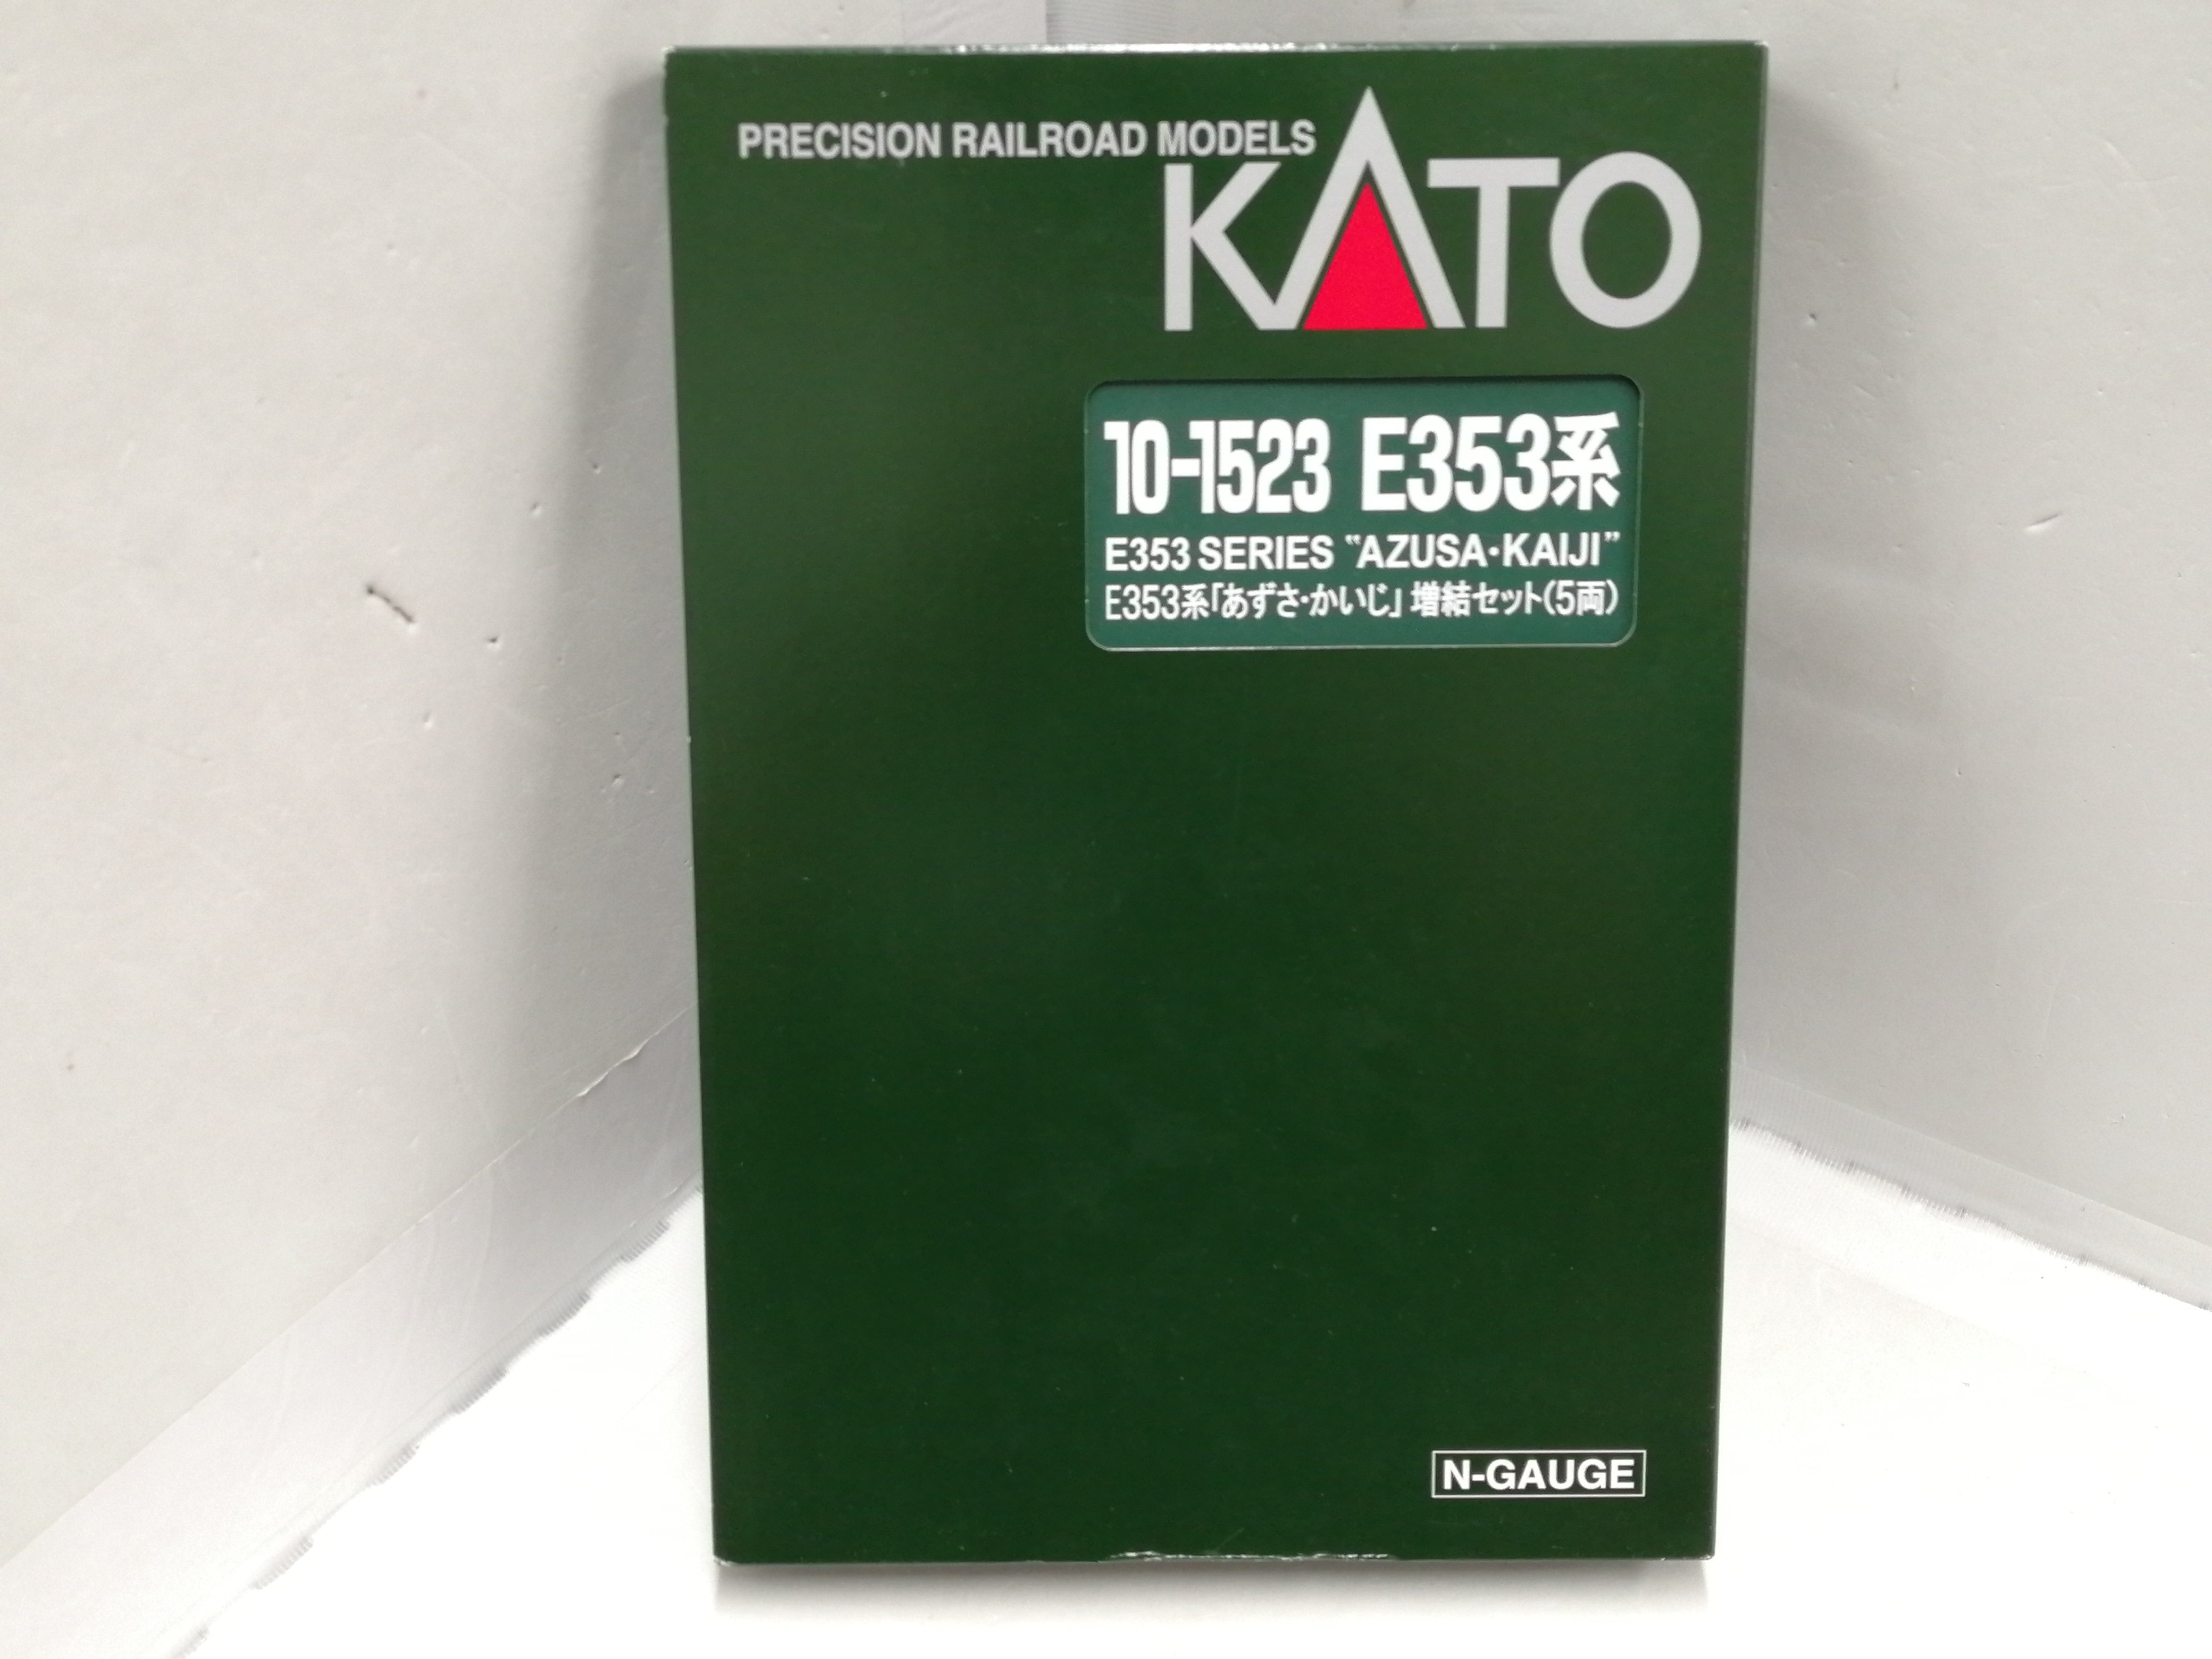 PRECISION RAILROAD MODELS
KATO
10-1523 E353系
E353 SERIES "AZUSA・KAIJI"
E353系「あずさ・かいじ」増結セット(5両)
N-GAUGE